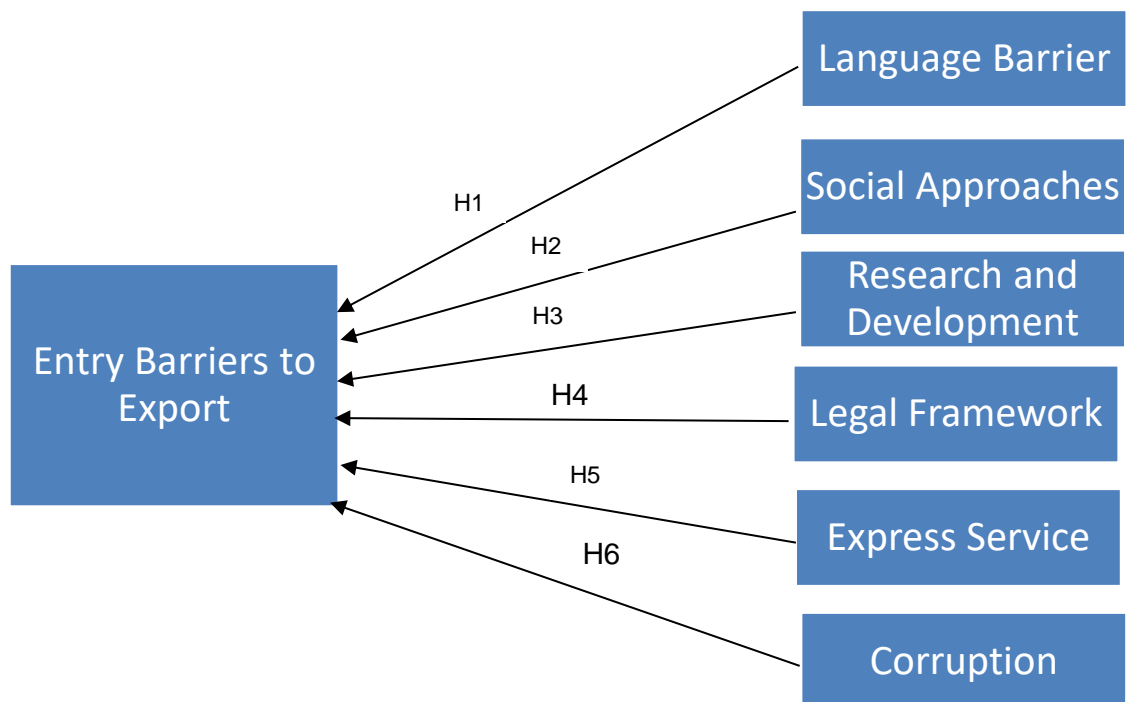 Language Barrier
H1
Social Approaches
H2
Research and
Development
H3
Entry Barriers to
Export
H4
Legal Framework
H5
Express Service
H6
Corruption